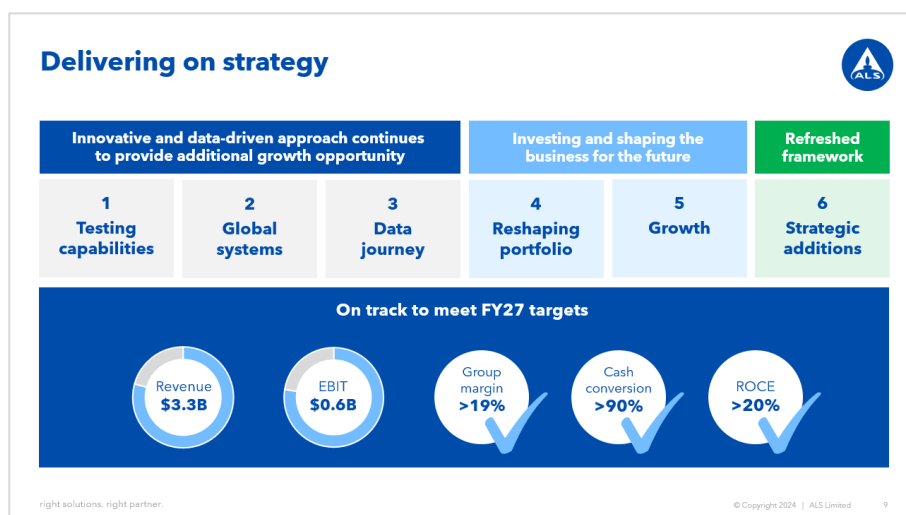 Delivering on strategy
ALS
Innovative and data-driven approach continues
to provide additional growth opportunity
Investing and shaping the
business for the future
Refreshed
framework
1
Testing
capabilities
2
Global
systems
3
Data
journey
4
Reshaping
portfolio
5
Growth
6
Strategic
additions
On track to meet FY27 targets
Revenue
$3.3B
EBIT
$0.6B
Group
margin
>19%
Cash
conversion
>90%
ROCE
>20%
right solutions. right partner.
© Copyright 2024 | ALS Limited 9